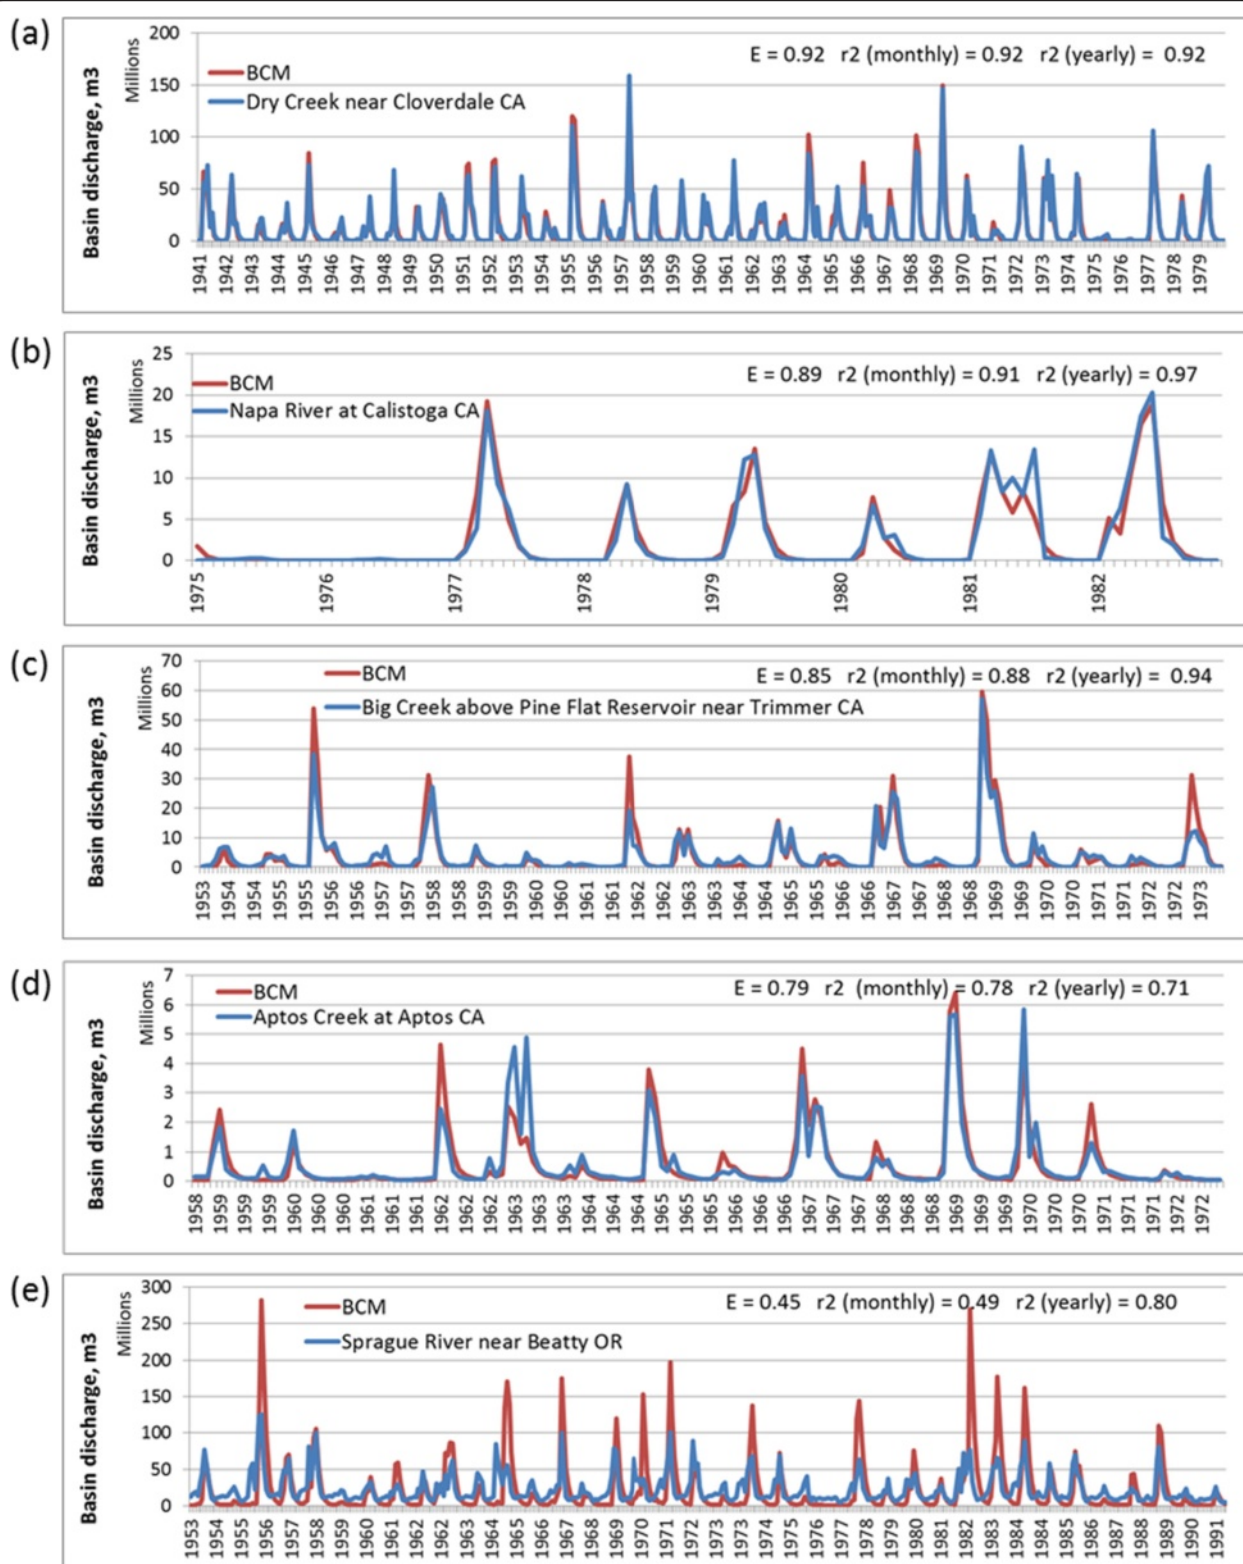 (a)
200
150
100
50
0
Millions
Basin discharge, m3
E = 0.92 r2 (monthly) = 0.92 r2 (yearly) = 0.92
BCM
Dry Creek near Cloverdale CA
1941 1942 1943 1944 1945 1946 1947 1948 1949 1950 1951 1952 1953 1954 1955 1956 1957 1958 1959 1960 1961 1962 1963 1964 1965 1966 1967 1968 1969 1970 1971 1972 1973 1974 1975 1976 1977 1978 1979
(b)
25
20
15
10
5
0
Millions
Basin discharge, m3
E = 0.89 r2 (monthly) = 0.91 r2 (yearly) = 0.97
BCM
Napa River at Calistoga CA
1975 1976 1977 1978 1979 1980 1981 1982
(c)
70
60
50
40
30
20
10
0
Millions
Basin discharge, m3
BCM
E = 0.85 r2 (monthly) = 0.88 r2 (yearly) = 0.94
Big Creek above Pine Flat Reservoir near Trimmer CA
1953 1954 1954 1955 1955 1956 1956 1957 1957 1958 1958 1959 1959 1960 1960 1961 1961 1962 1962 1963 1963 1964 1964 1965 1965 1966 1966 1967 1967 1968 1968 1969 1969 1970 1970 1971 1971 1972 1972 1973
(d)
7
6
5
4
3
2
1
0
Millions
Basin discharge, m3
BCM
E = 0.79 r2 (monthly) = 0.78 r2 (yearly) = 0.71
Aptos Creek at Aptos CA
1958 1959 1959 1960 1960 1960 1960 1961 1961 1961 1962 1962 1962 1963 1963 1963 1964 1964 1964 1965 1965 1965 1966 1966 1966 1967 1967 1967 1968 1968 1968 1969 1969 1969 1970 1970 1970 1971 1971 1972 1972
(e)
300
250
200
150
100
50
0
Millions
Basin discharge, m3
BCM
E = 0.45 r2 (monthly) = 0.49 r2 (yearly) = 0.80
Sprague River near Beatty OR
1953 1954 1955 1956 1957 1958 1959 1960 1961 1962 1963 1964 1965 1966 1967 1968 1969 1970 1971 1972 1973 1974 1975 1976 1977 1978 1979 1980 1981 1982 1983 1984 1984 1985 1986 1987 1988 1989 1990 1991